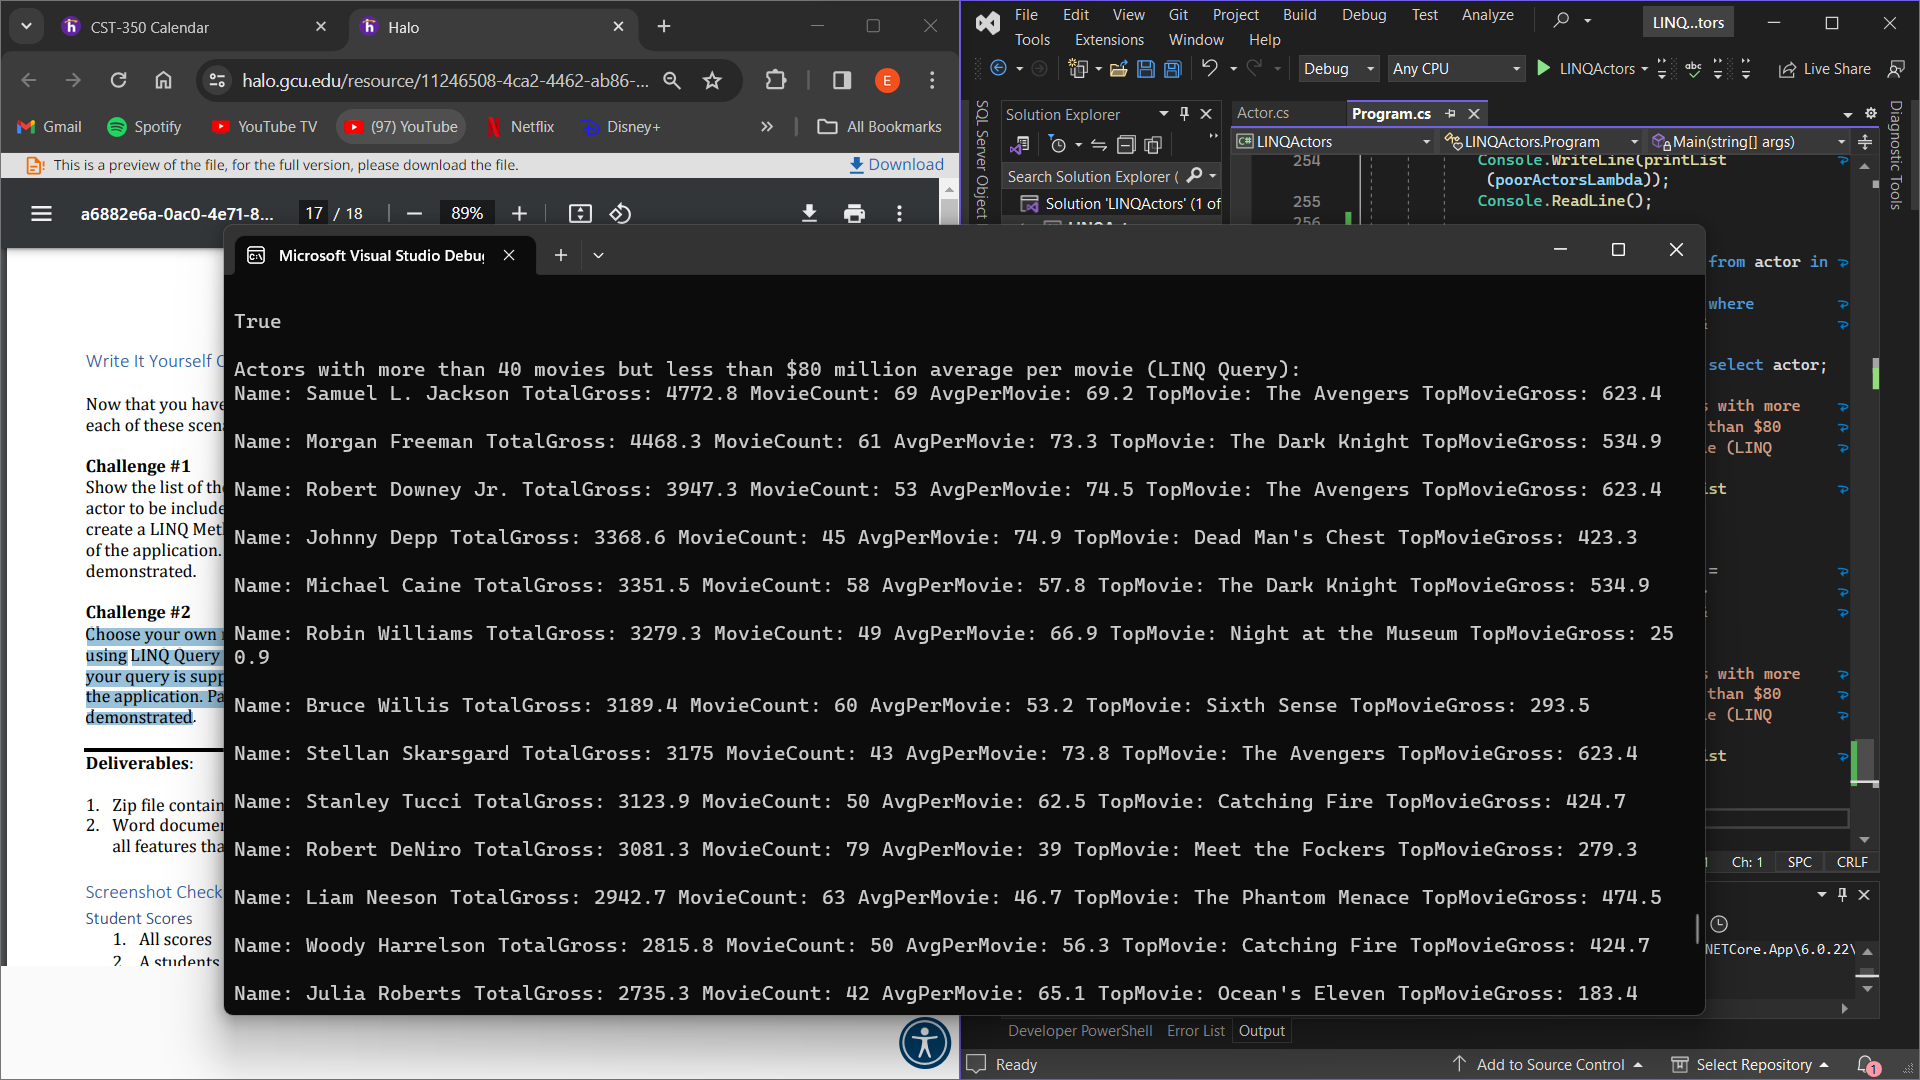 CST-350 Calendar
Halo
halo.gcu.edu/resource/11246508-4ca2-4462-ab86-...
E
Gmail
Spotify
YouTube TV
(97) YouTube
Netflix
Disney+
All Bookmarks
This is a preview of the file, for the full version, please download the file.
Download
a6882e6a-0ac0-4e71-8...
17 / 18
89%
Write It Yourself
Now that you have
each of these scen
Challenge #1
Show the list of th
actor to be include
create a LINQ Met
of the application.
demonstrated.
Challenge #2
Choose your own
using LINQ Query
your query is supp
the application. Pa
demonstrated.
Deliverables:
1. Zip file contain
2. Word documen
all features tha
Screenshot Check
Student Scores
1. All scores
2. A students
File Edit View Git Project Build Debug Test Analyze
Tools Extensions Window Help
LINQ...tors
Debug
Any CPU
LINQActors
Live Share
SQL Server Object
Solution Explorer
Search Solution Explorer (
Solution 'LINQActors' (1 of
Actor.cs
Program.cs
LINQActors
LINQActors.Program
Main(string[] args)
Diagnostic Tools
254 Console.WriteLine(printList
(poorActorsLambda));
255 Console.ReadLine();
256
from actor in
where
select actor;
s with more
than $80
e (LINQ
ist
=
s with more
than $80
e (LINQ
ist
Ch: 1
SPC
CRLF
NETCore.App\6.0.22\
Microsoft Visual Studio Debug
True
Actors with more than 40 movies but less than $80 million average per movie (LINQ Query):
Name: Samuel L. Jackson TotalGross: 4772.8 MovieCount: 69 AvgPerMovie: 69.2 TopMovie: The Avengers TopMovieGross: 623.4
Name: Morgan Freeman TotalGross: 4468.3 MovieCount: 61 AvgPerMovie: 73.3 TopMovie: The Dark Knight TopMovieGross: 534.9
Name: Robert Downey Jr. TotalGross: 3947.3 MovieCount: 53 AvgPerMovie: 74.5 TopMovie: The Avengers TopMovieGross: 623.4
Name: Johnny Depp TotalGross: 3368.6 MovieCount: 45 AvgPerMovie: 74.9 TopMovie: Dead Man's Chest TopMovieGross: 423.3
Name: Michael Caine TotalGross: 3351.5 MovieCount: 58 AvgPerMovie: 57.8 TopMovie: The Dark Knight TopMovieGross: 534.9
Name: Robin Williams TotalGross: 3279.3 MovieCount: 49 AvgPerMovie: 66.9 TopMovie: Night at the Museum TopMovieGross: 25
0.9
Name: Bruce Willis TotalGross: 3189.4 MovieCount: 60 AvgPerMovie: 53.2 TopMovie: Sixth Sense TopMovieGross: 293.5
Name: Stellan Skarsgard TotalGross: 3175 MovieCount: 43 AvgPerMovie: 73.8 TopMovie: The Avengers TopMovieGross: 623.4
Name: Stanley Tucci TotalGross: 3123.9 MovieCount: 50 AvgPerMovie: 62.5 TopMovie: Catching Fire TopMovieGross: 424.7
Name: Robert DeNiro TotalGross: 3081.3 MovieCount: 79 AvgPerMovie: 39 TopMovie: Meet the Fockers TopMovieGross: 279.3
Name: Liam Neeson TotalGross: 2942.7 MovieCount: 63 AvgPerMovie: 46.7 TopMovie: The Phantom Menace TopMovieGross: 474.5
Name: Woody Harrelson TotalGross: 2815.8 MovieCount: 50 AvgPerMovie: 56.3 TopMovie: Catching Fire TopMovieGross: 424.7
Name: Julia Roberts TotalGross: 2735.3 MovieCount: 42 AvgPerMovie: 65.1 TopMovie: Ocean's Eleven TopMovieGross: 183.4
Developer PowerShell
Error List
Output
Ready
Add to Source Control
Select Repository
1